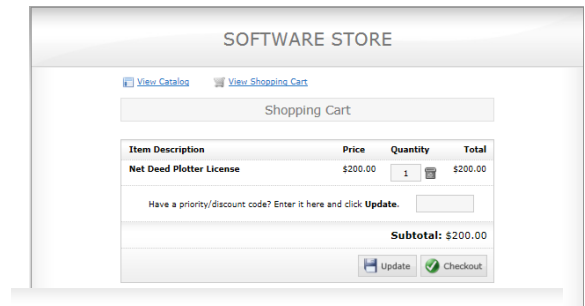 SOFTWARE STORE
View Catalog View Shopping Cart
Shopping Cart
Item Description Price Quantity Total
Net Deed Plotter License $200.00 1 $200.00
Have a priority/discount code? Enter it here and click Update.
Subtotal: $200.00
Update Checkout